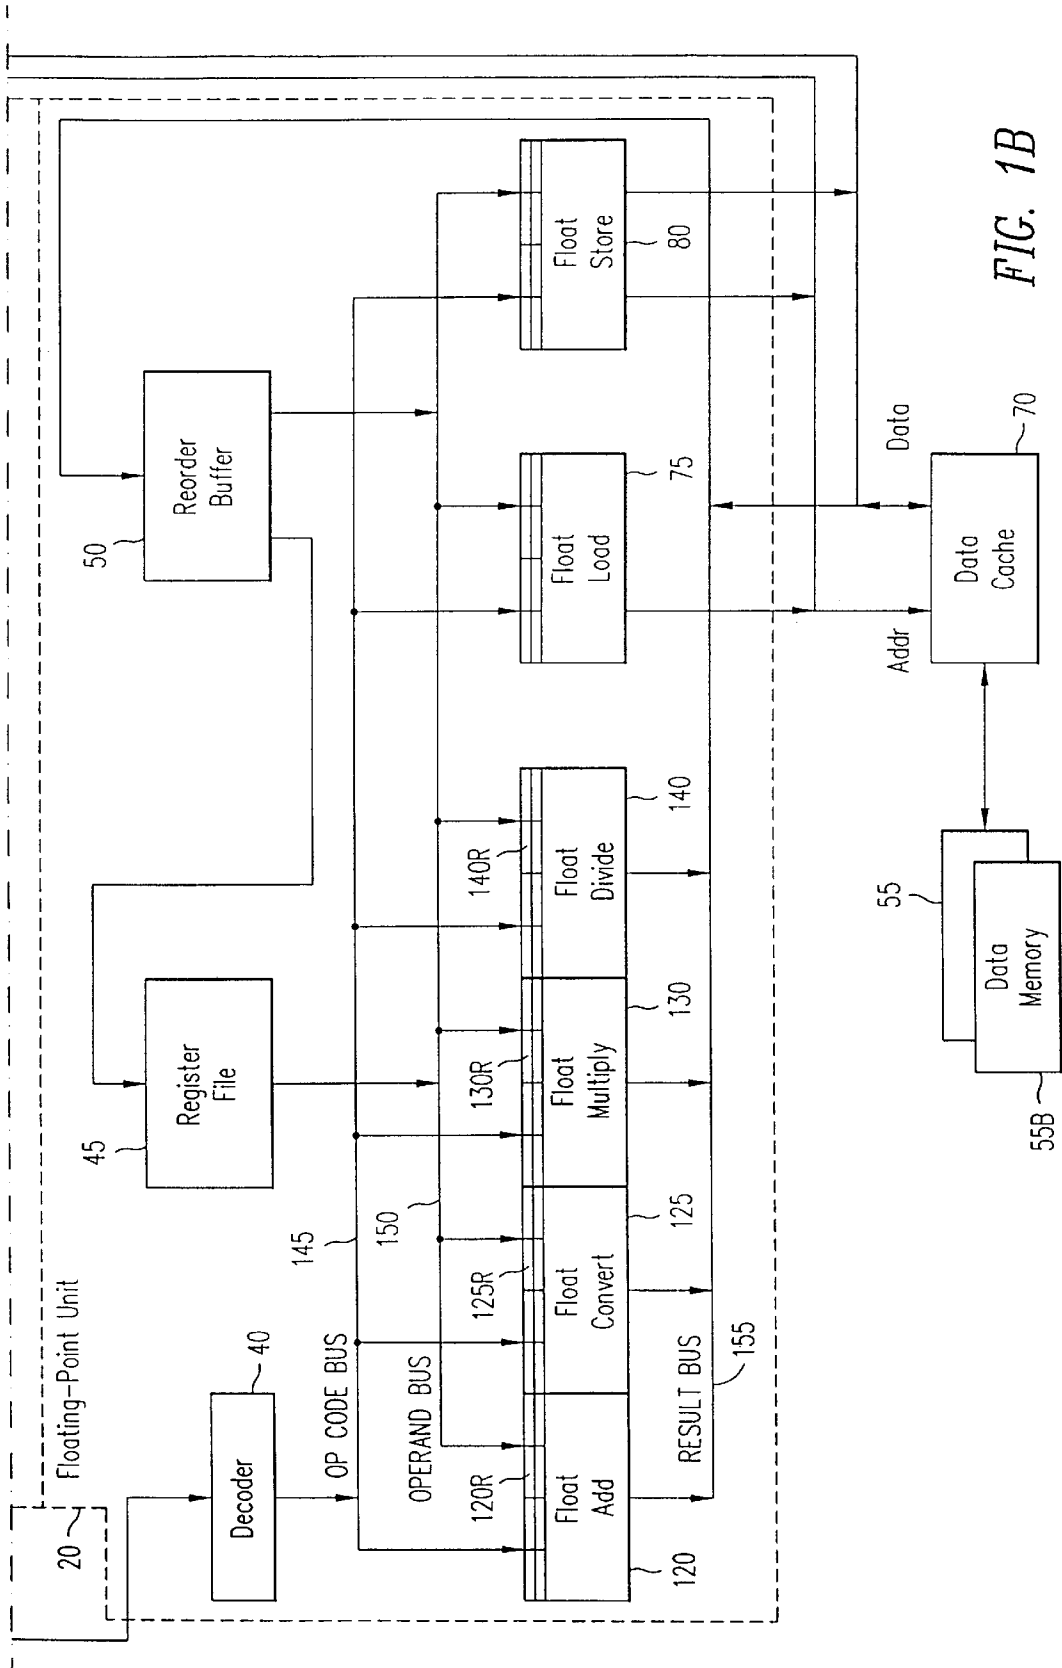 20
Floating-Point Unit
Decoder
40
45
Register
File
50
Reorder
Buffer
OP CODE BUS
145
OPERAND BUS
150
120R
125R
130R
140R
Float
Add
120
Float
Convert
125
Float
Multiply
130
Float
Divide
140
Float
Load
75
Float
Store
80
RESULT BUS
155
Addr
Data
55
Data
Memory
55B
Data
Cache
70
FIG. 1B